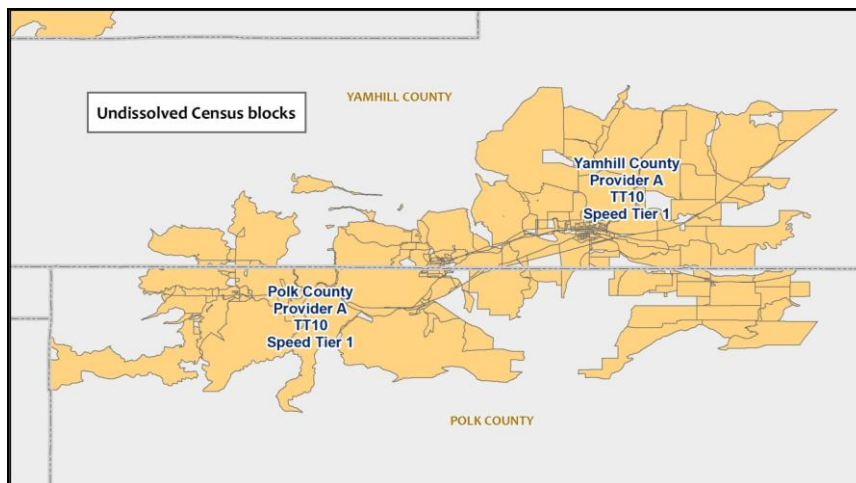 YAMHILL COUNTY
Undissolved Census blocks
Yamhill County
Provider A
TT10
Speed Tier 1
Polk County
Provider A
TT10
Speed Tier 1
POLK COUNTY